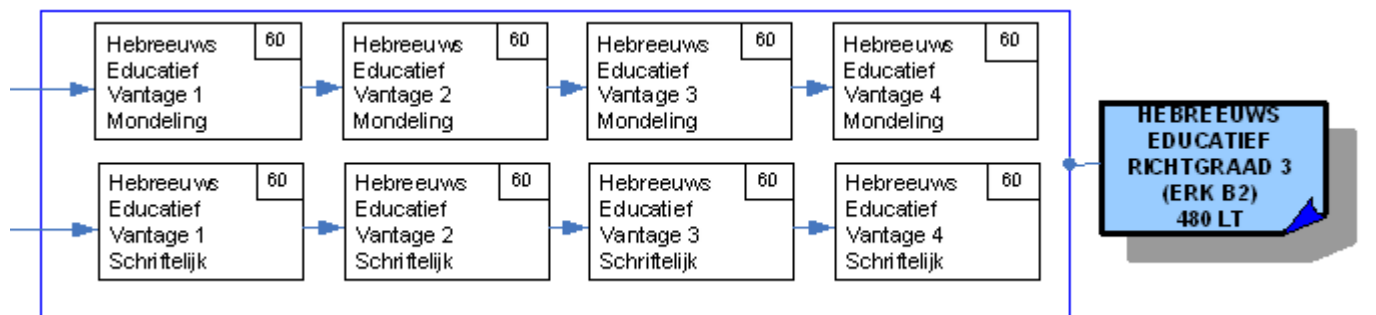 Hebreeuws 60
Educatief
Vantage 1
Mondeling
Hebreeuws 60
Educatief
Vantage 2
Mondeling
Hebreeuws 60
Educatief
Vantage 3
Mondeling
Hebreeuws 60
Educatief
Vantage 4
Mondeling
Hebreeuws 60
Educatief
Vantage 1
Schriftelijk
Hebreeuws 60
Educatief
Vantage 2
Schriftelijk
Hebreeuws 60
Educatief
Vantage 3
Schriftelijk
Hebreeuws 60
Educatief
Vantage 4
Schriftelijk
HEBREEUWS
EDUCATIEF
RICHTGRAAD 3
(ERK B2)
480 LT